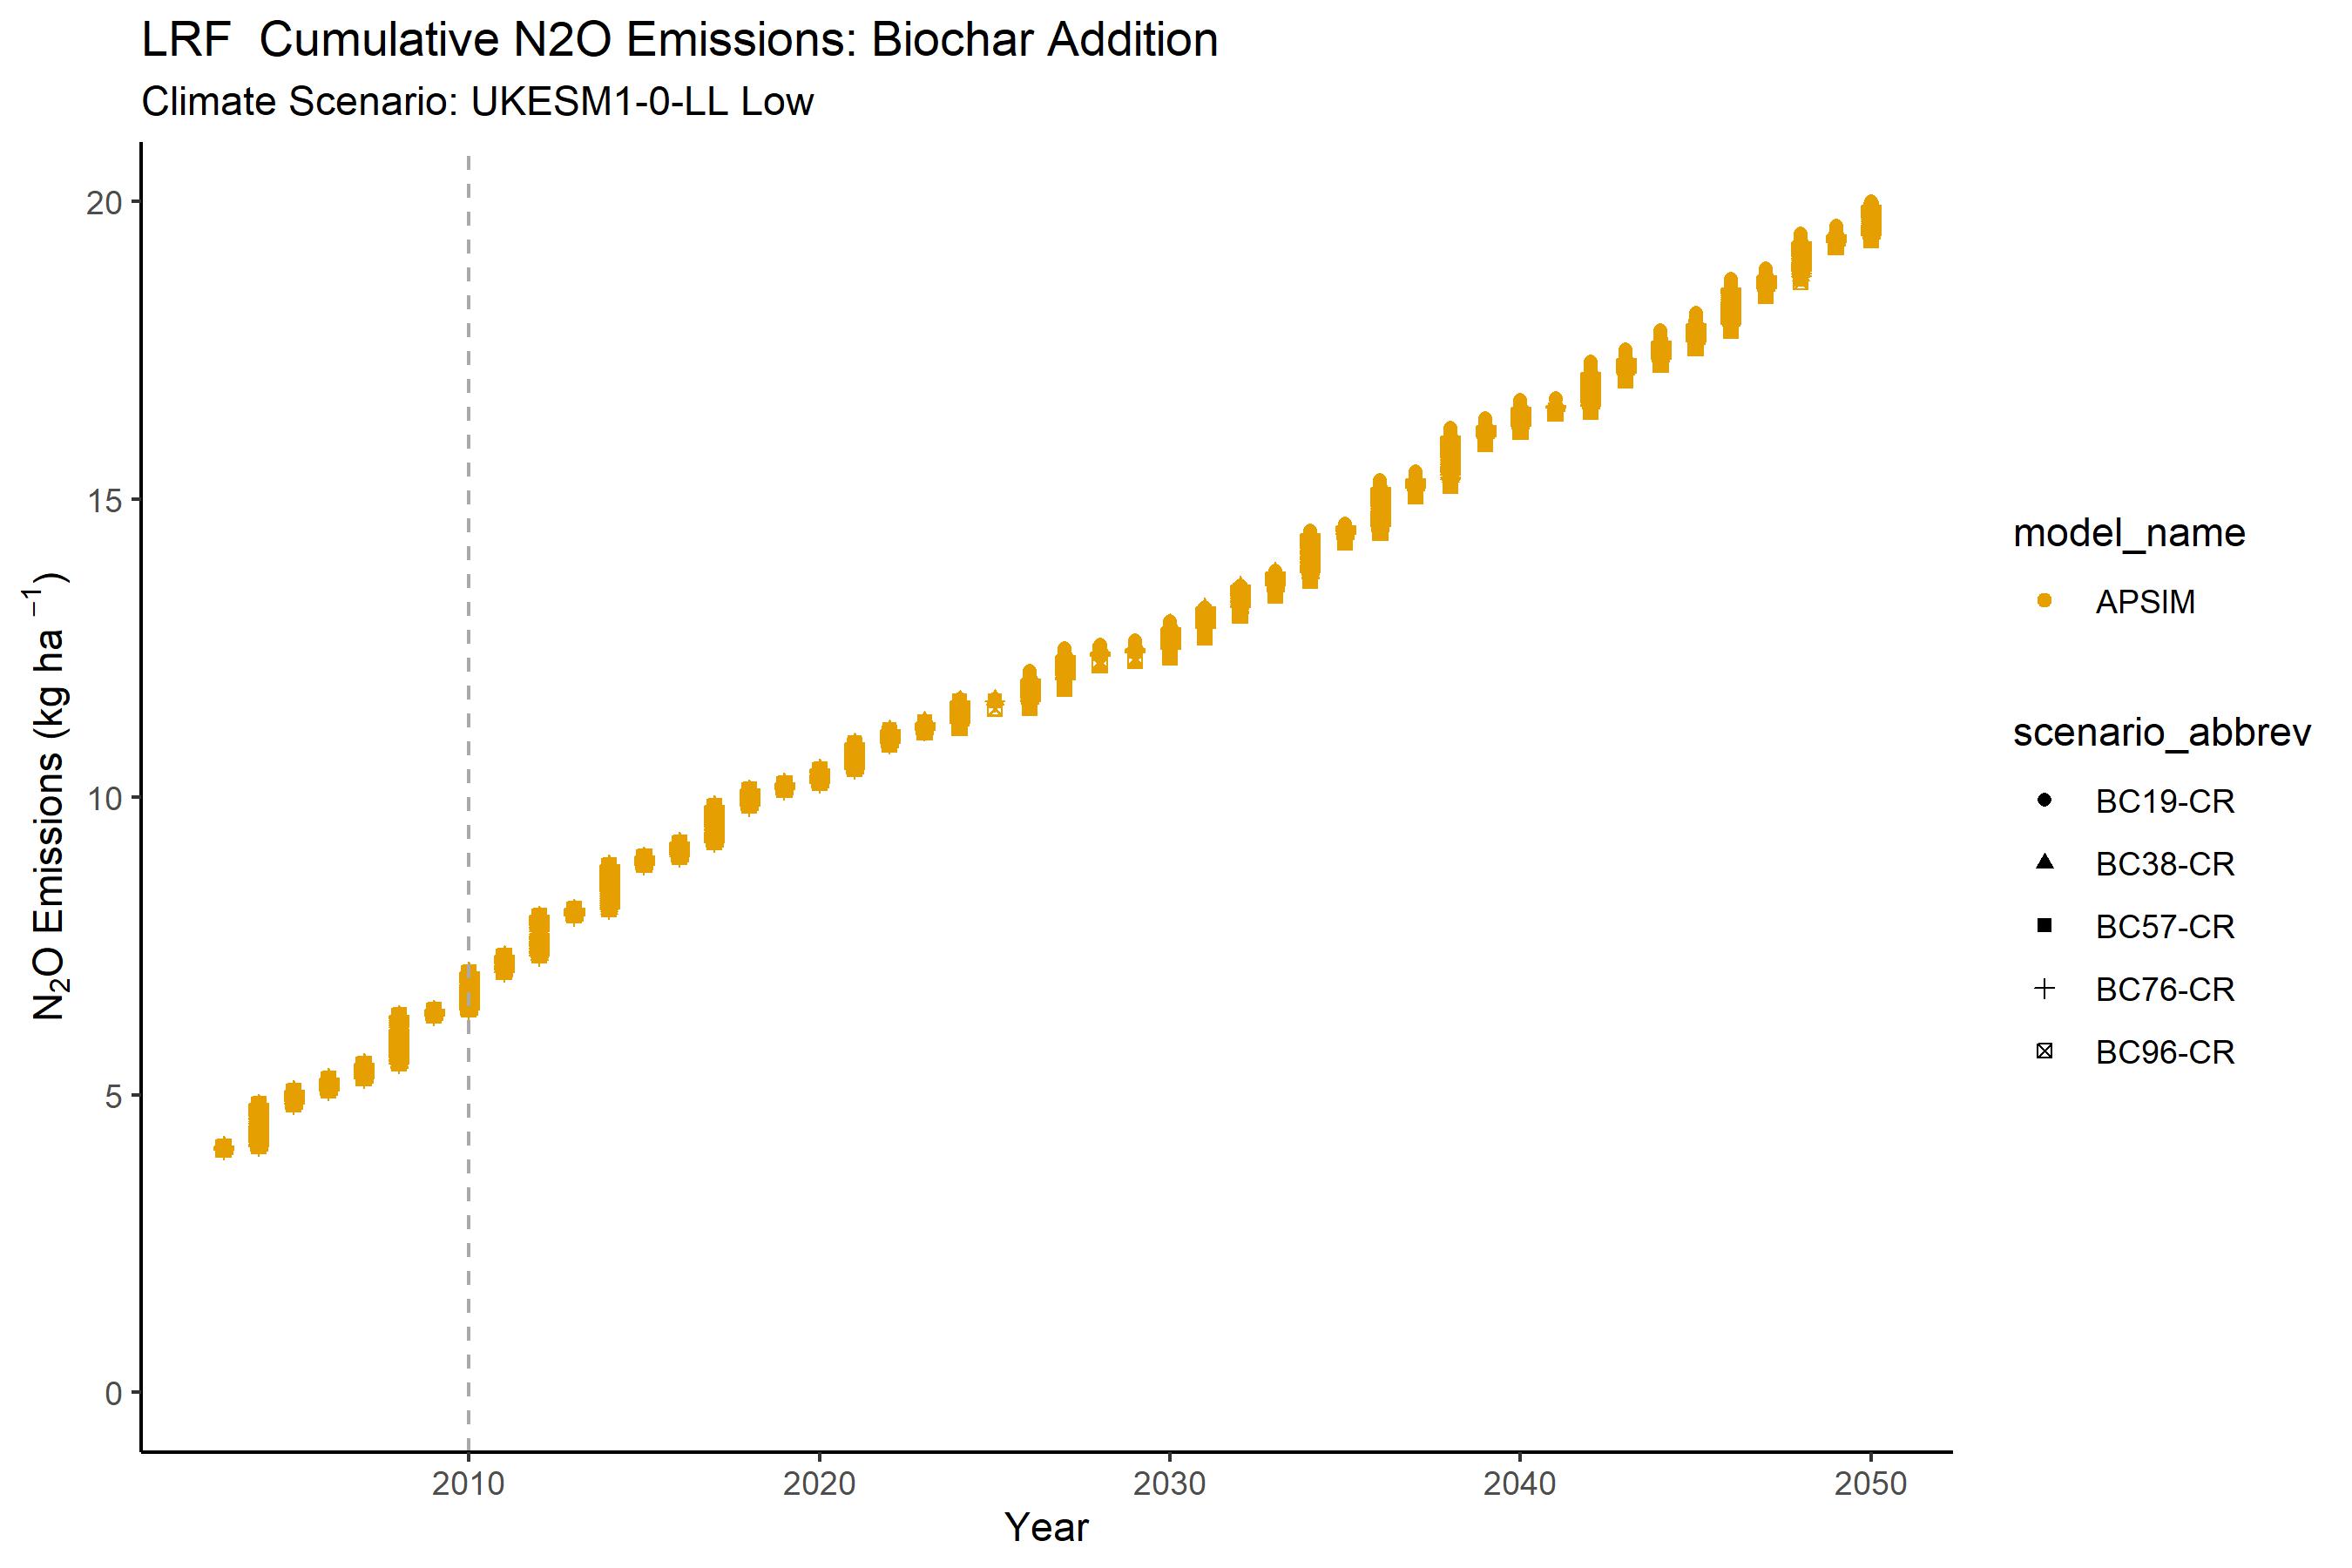 LRF  Cumulative N2O Emissions: Biochar Addition
Climate Scenario: UKESM1-0-LL Low
N₂O Emissions (kg ha ⁻¹)
20
15
10
5
0
2010
2020
2030
2040
2050
Year
model_name
APSIM
scenario_abbrev
BC19-CR
BC38-CR
BC57-CR
BC76-CR
BC96-CR